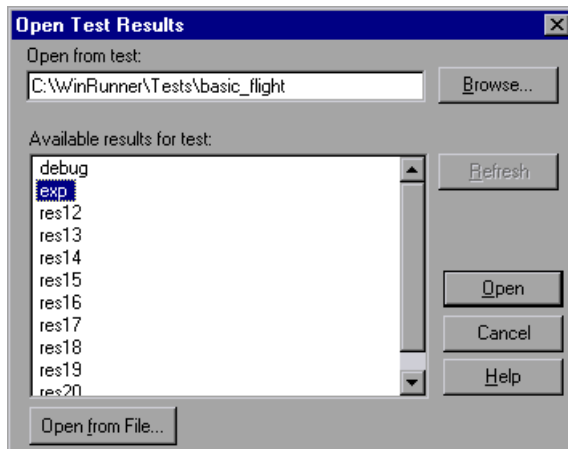 Open Test Results
Open from test:
C:\WinRunner\Tests\basic_flight
Browse...
Available results for test:
debug
exp
res12
res13
res14
res15
res16
res17
res18
res19
res20
Refresh
Open
Cancel
Help
Open from File...